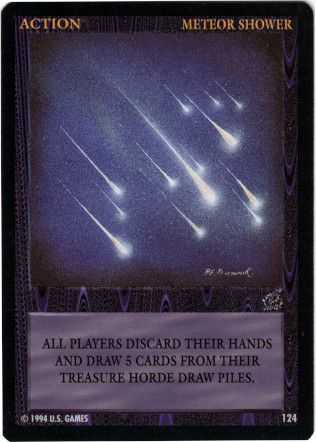 ACTION METEOR SHOWER
ALL PLAYERS DISCARD THEIR HANDS
AND DRAW 5 CARDS FROM THEIR
TREASURE HORDE DRAW PILES.
© 1994 U.S. GAMES 124